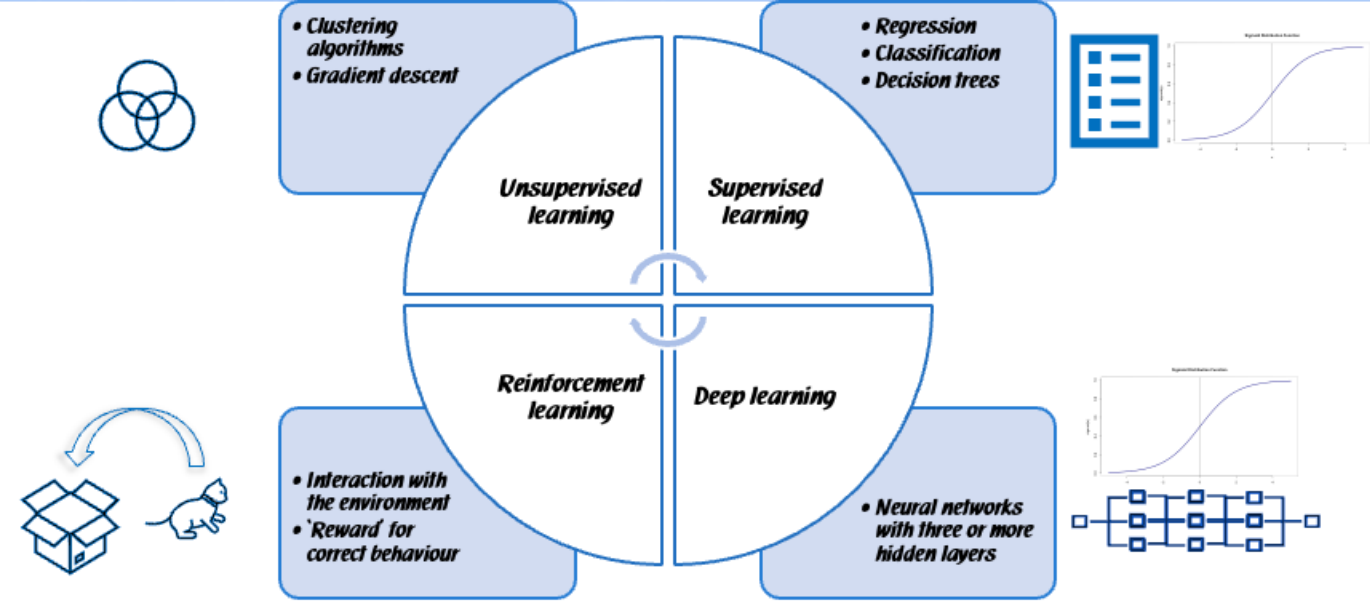 • Clustering
algorithms
• Gradient descent
• Regression
• Classification
• Decision trees
Unsupervised
learning
Supervised
learning
Reinforcement
learning
Deep learning
• Interaction with
the environment
• 'Reward' for
correct behaviour
• Neural networks
with three or more
hidden layers